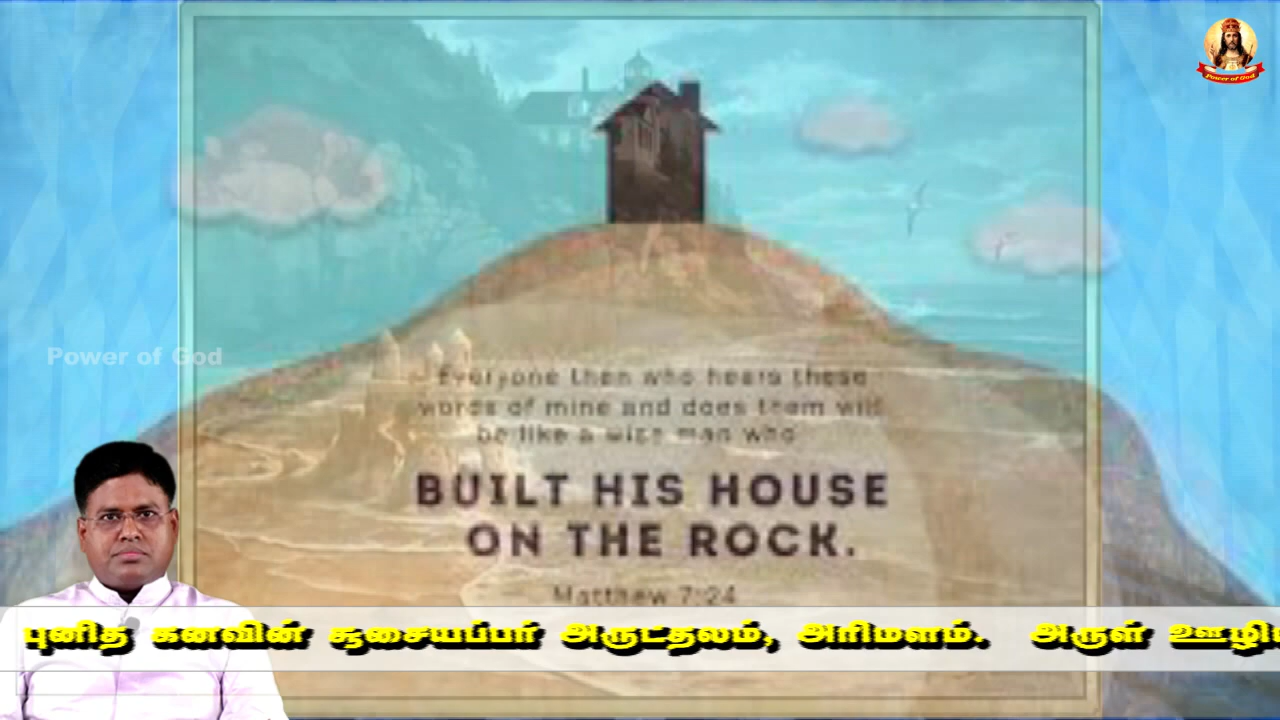 Power of God
Power of God
Everyone then who hears these
words of mine and does them will
be like a wise man who
BUILT HIS HOUSE
ON THE ROCK.
Matthew 7:24
புனித கனவின் சூசையப்பர் அருட்தலம், அரிமளம். அருள்